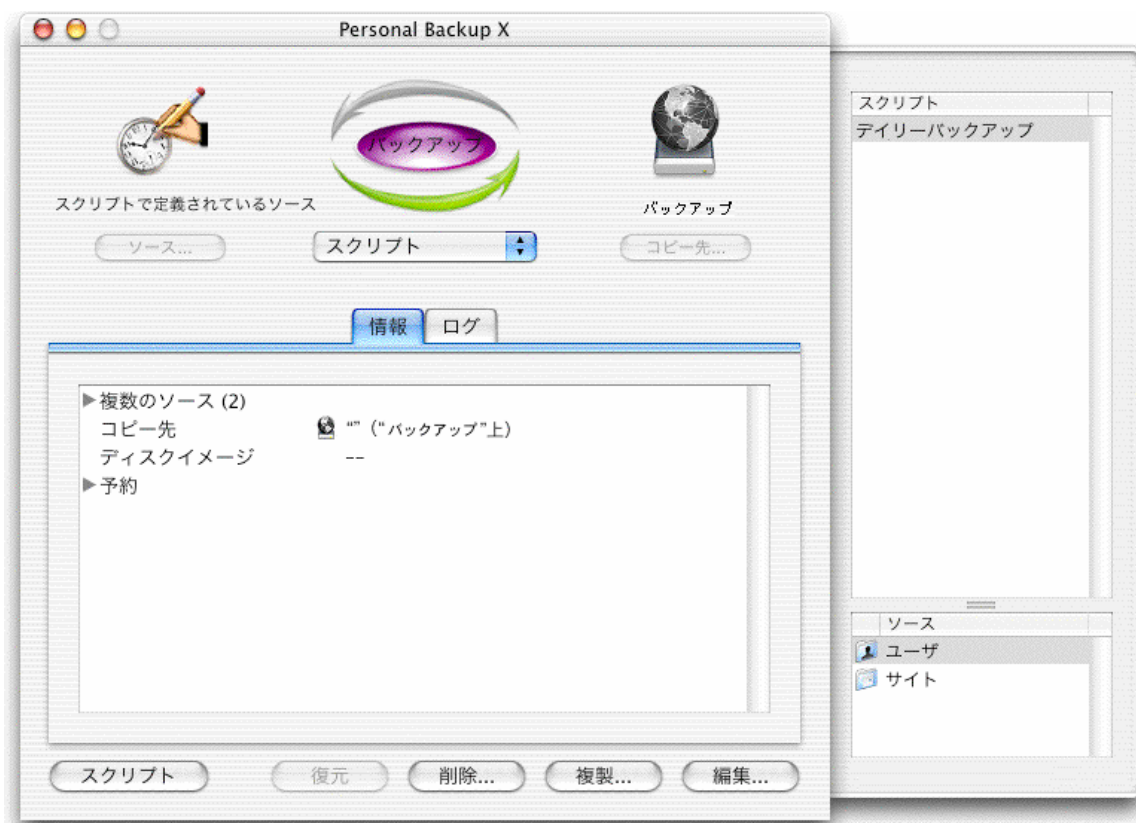 Personal Backup X
バックアップ
スクリプトで定義されているソース
バックアップ
ソース...
スクリプト
コピー先...
情報
ログ
複数のソース (2)
コピー先 “” (“バックアップ”上)
ディスクイメージ --
予約
スクリプト
復元
削除...
複製...
編集...
スクリプト
デイリーバックアップ
ソース
ユーザ
サイト